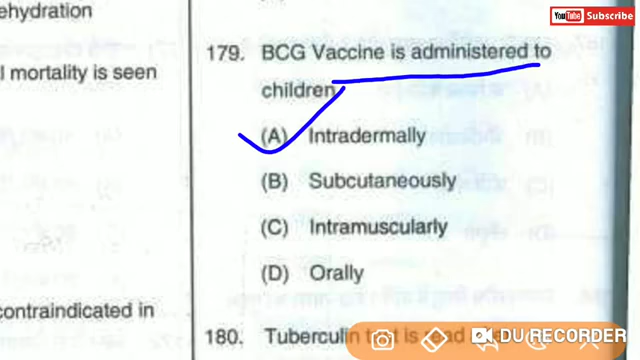 ehydration
l mortality is seen
contraindicated in
179. BCG Vaccine is administered to
children
(A) Intradermally
(B) Subcutaneously
(C) Intramuscularly
(D) Orally
180. Tuberculin
YouTube Subscribe
DU RECORDER